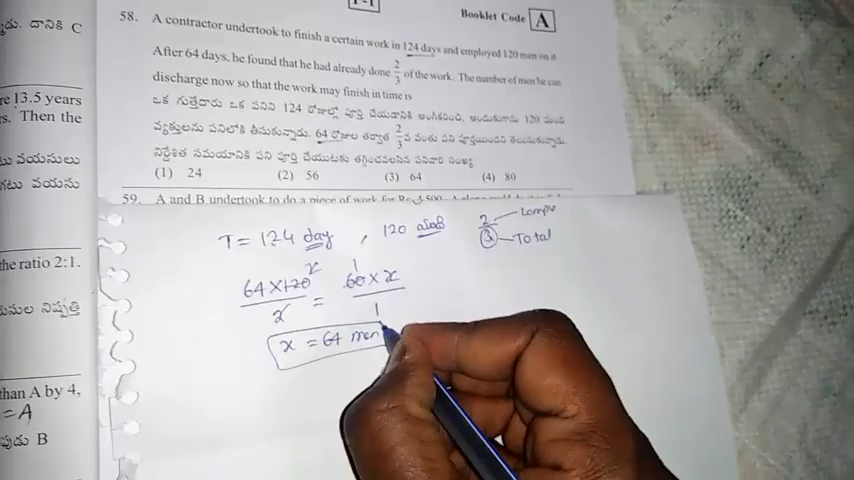 Booklet Code A
58. A contractor undertook to finish a certain work in 124 days and employed 120 men on it.
After 64 days, he found that he had already done 2/3 of the work. The number of men he can
discharge now so that the work may finish in time is
ఒక గుత్తేదారు ఒక పనిని 124 రోజుల్లో పూర్తి చేయడానికి అంగీకరించి, అందుకుగాను 120 మంది
వ్యక్తులను పనిలోకి తీసుకున్నాడు. 64 రోజుల తర్వాత 2/3వ వంతు పని పూర్తయిందని తెలుసుకున్నాడు.
నిర్దేశిత సమయానికి పని పూర్తి చేయుటకు తగ్గించవలసిన పనివారి సంఖ్య
(1) 24 (2) 56 (3) 64 (4) 80
59. A and B undertook to do a piece of work for Rs. 4,500.
డు. దానికి C
re 13.5 years
rs. Then the
టు వయసులు
గటు వయసు
the ratio 2:1.
సుసుల నిష్పత్తి
than A by 4,
=A
పుడు B
T = 124 day , 120 మంది
2 Lompu
3 Total
64 × 120 / 2 = 60 × x / 1
x = 64 men